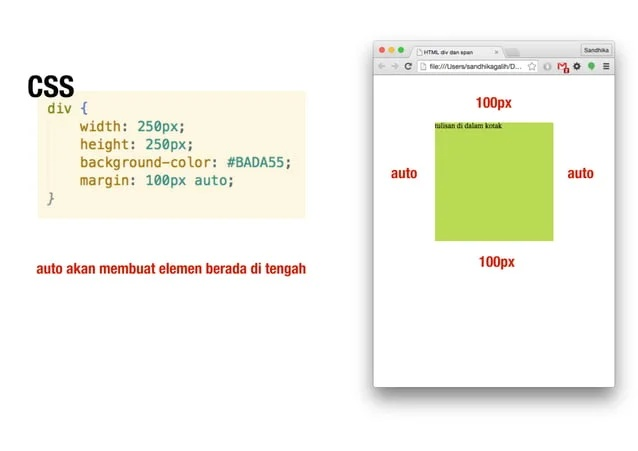 CSS
div {
width: 250px;
height: 250px;
background-color: #BADA55;
margin: 100px auto;
}
auto akan membuat elemen berada di tengah
HTML div dan span
Sandhika
file:///Users/sandhikagalih/D...
100px
tulisan di dalam kotak
auto
auto
100px